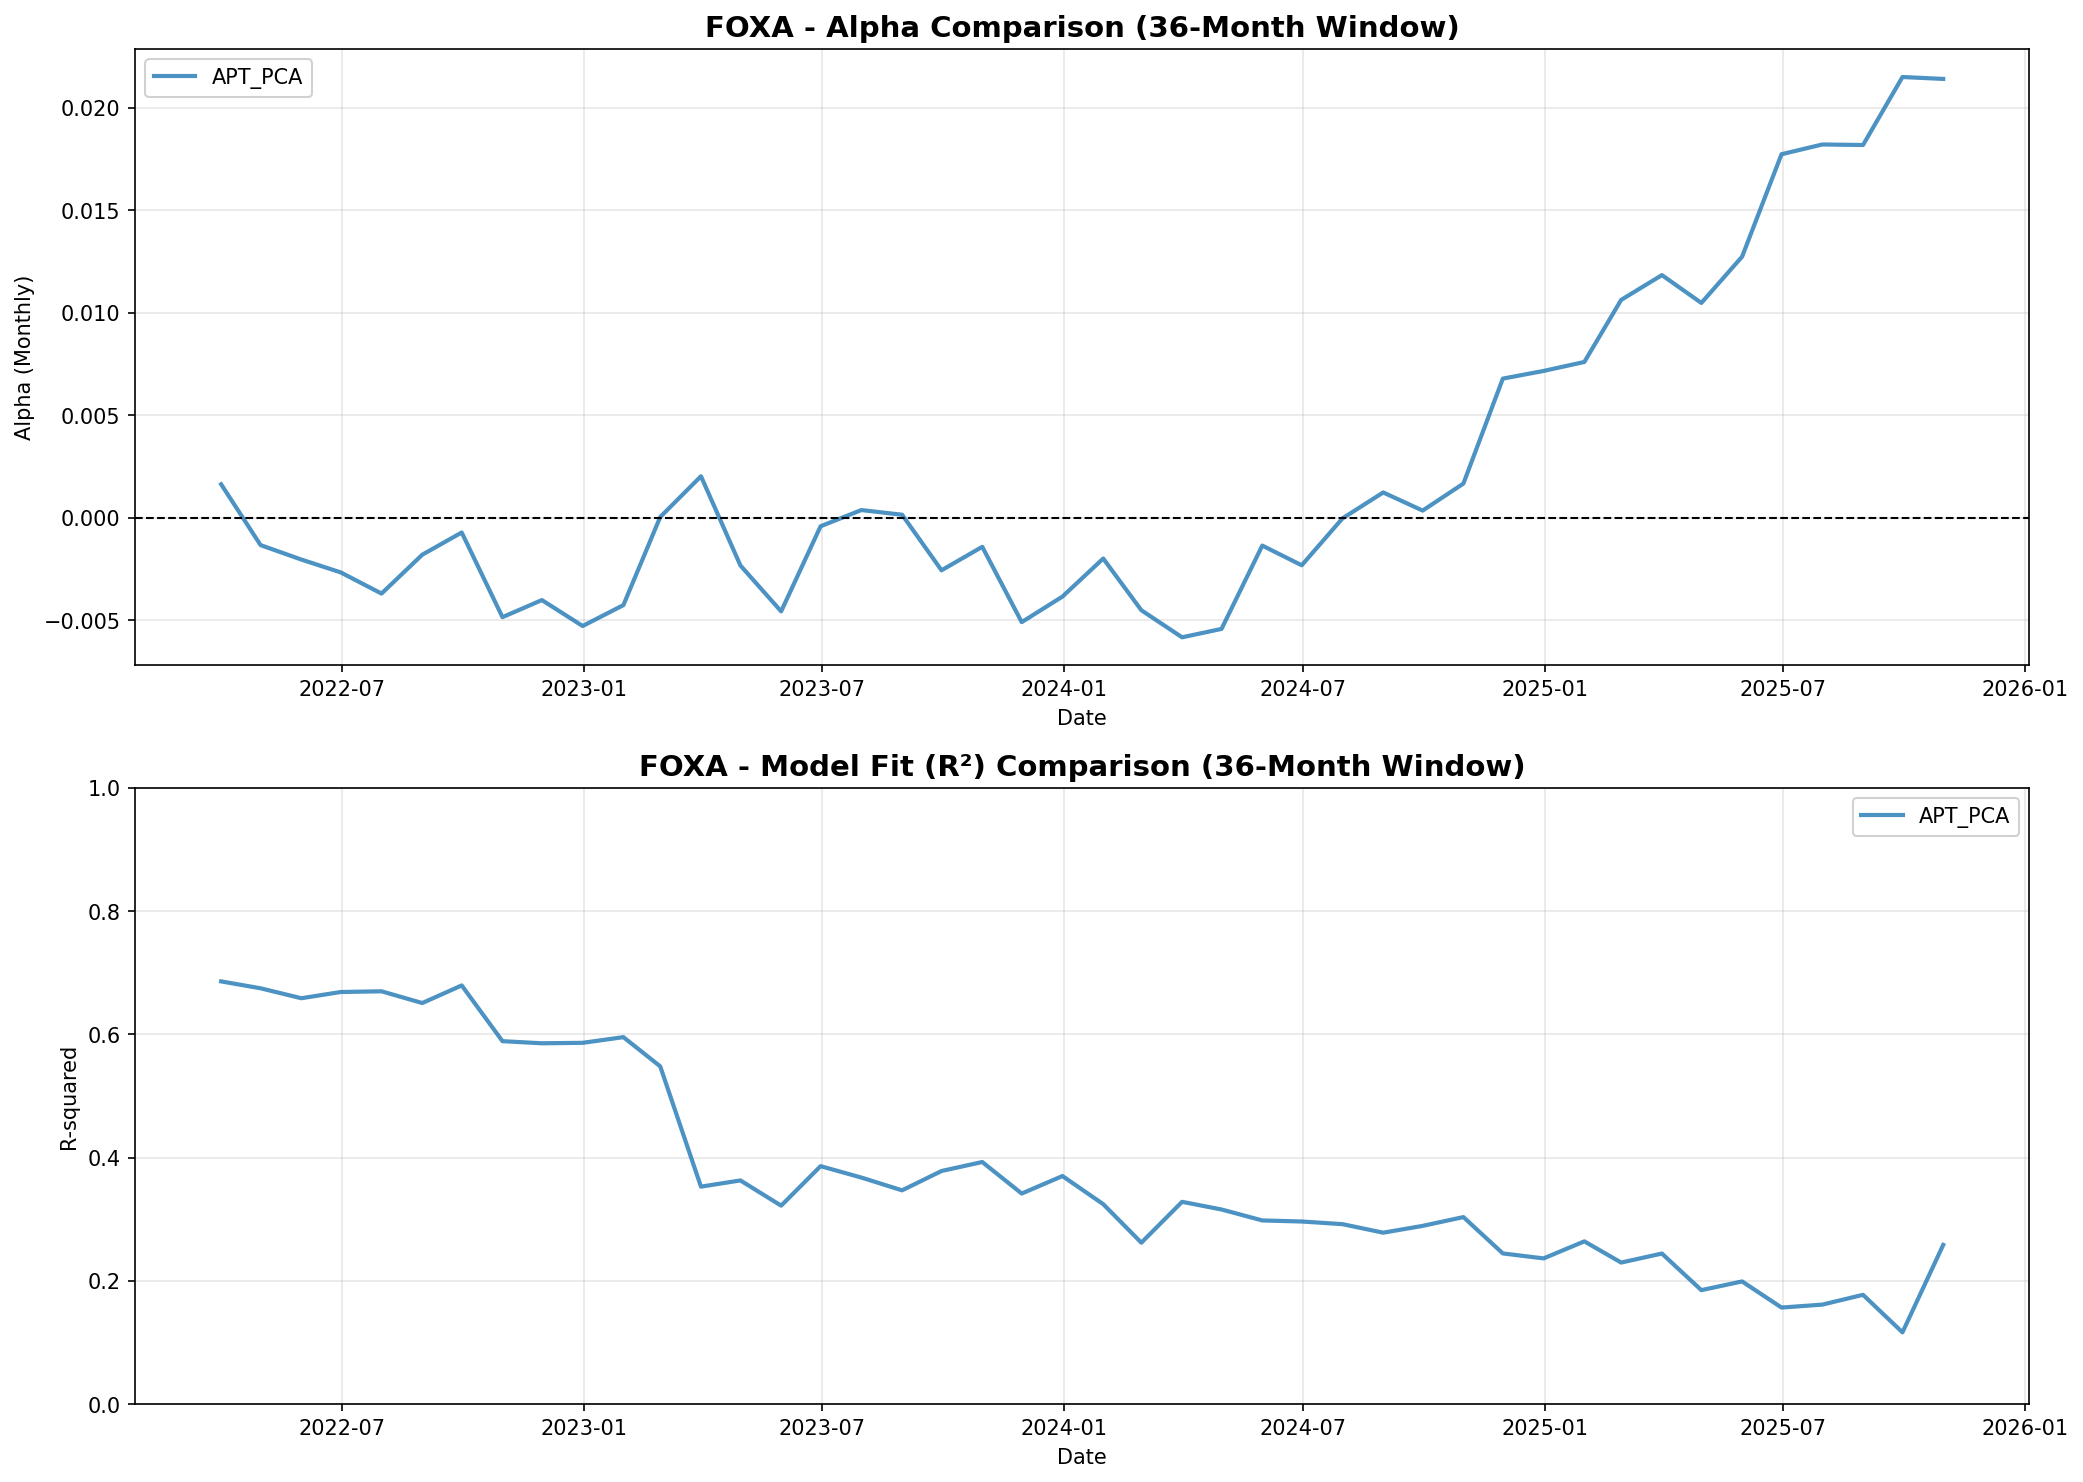 FOXA - Alpha Comparison (36-Month Window)
APT_PCA
0.020
0.015
0.010
0.005
0.000
−0.005
Alpha (Monthly)
2022-07 2023-01 2023-07 2024-01 2024-07 2025-01 2025-07 2026-01
Date
FOXA - Model Fit (R²) Comparison (36-Month Window)
APT_PCA
1.0
0.8
0.6
0.4
0.2
0.0
R-squared
2022-07 2023-01 2023-07 2024-01 2024-07 2025-01 2025-07 2026-01
Date